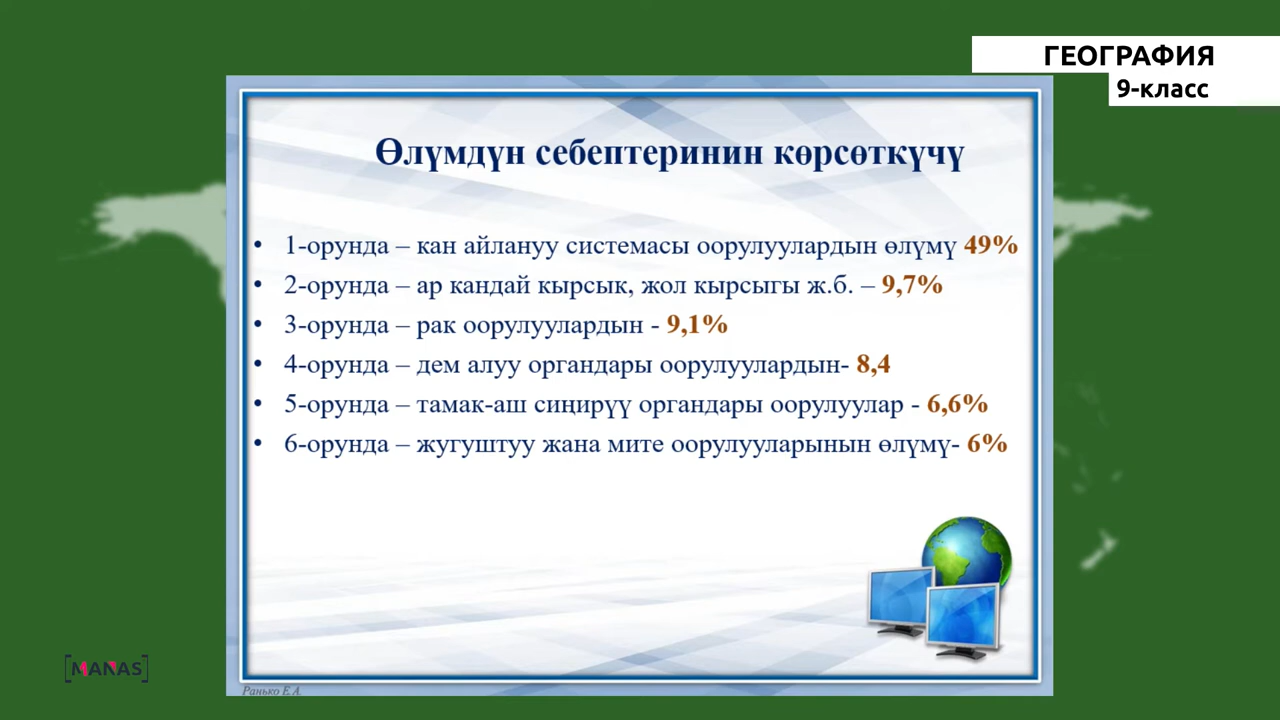 ГЕОГРАФИЯ
9-класс
Өлүмдүн себептеринин көрсөткүчү
• 1-орунда – кан айлануу системасы оорулуулардын өлүмү 49%
• 2-орунда – ар кандай кырсык, жол кырсыгы ж.б. – 9,7%
• 3-орунда – рак оорулуулардын - 9,1%
• 4-орунда – дем алуу органдары оорулуулардын- 8,4
• 5-орунда – тамак-аш сиңирүү органдары оорулуулар - 6,6%
• 6-орунда – жугуштуу жана мите оорулууларынын өлүмү- 6%
[MANAS]
Ранько Е.А.